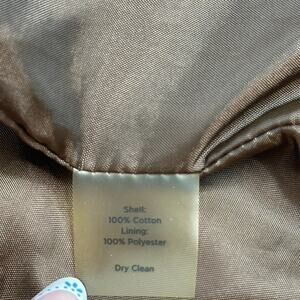 Shell:
100% Cotton
Lining:
100% Polyester
Dry Clean